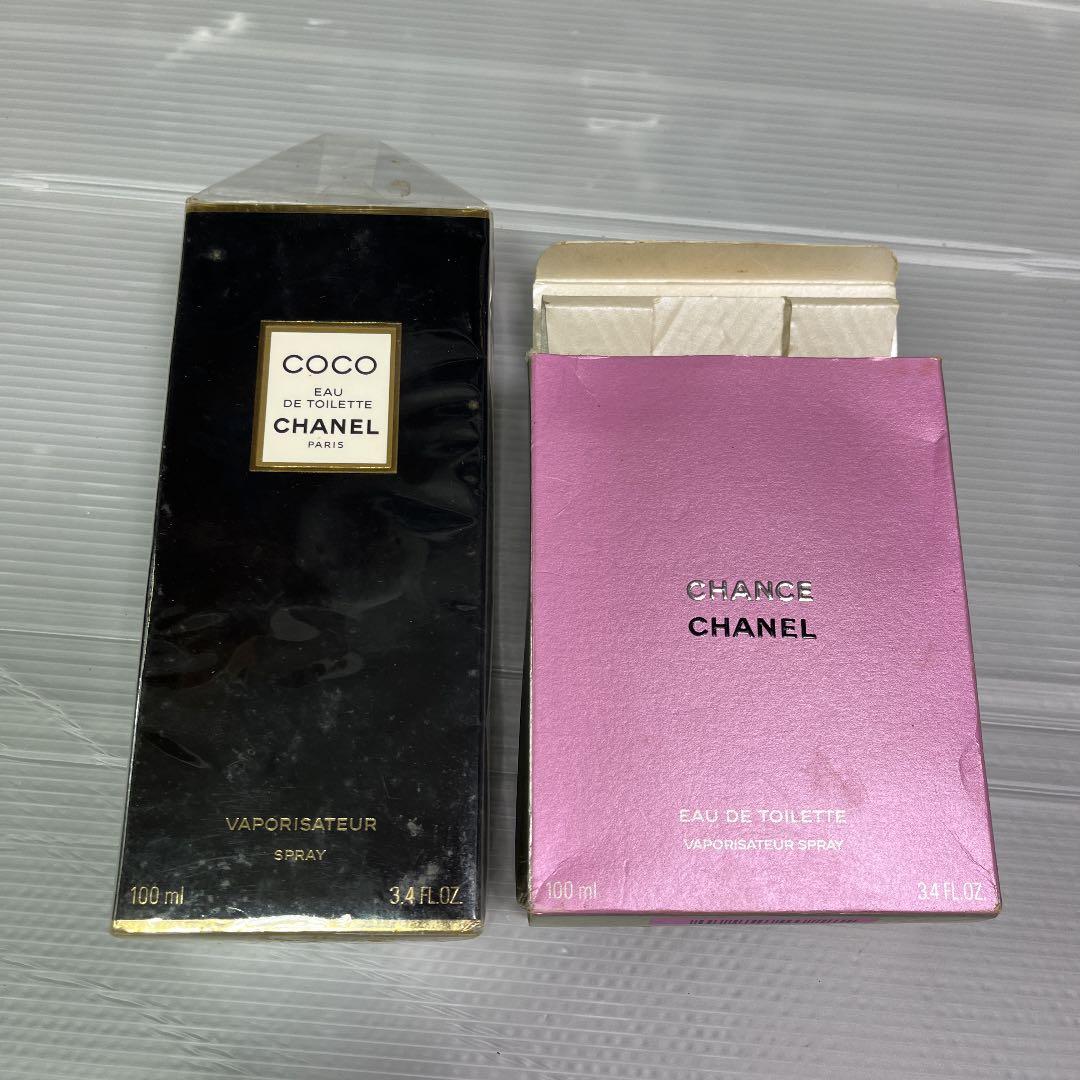 COCO
EAU
DE TOILETTE
CHANEL
PARIS
VAPORISATEUR
SPRAY
100 ml
3.4 FL.OZ.
CHANCE
CHANEL
EAU DE TOILETTE
VAPORISATEUR SPRAY
100 ml
3.4 FL.OZ.